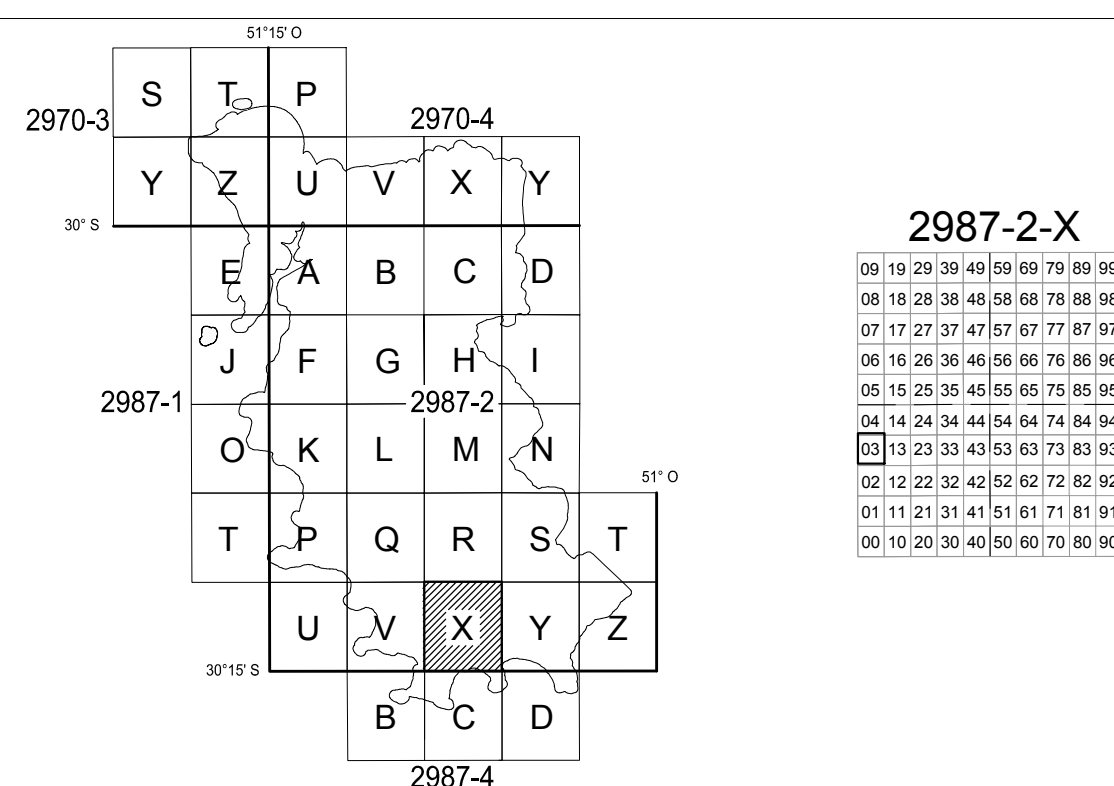 51°15' O
S T P
2970-3 2970-4
Y Z U V X Y
30° S
E A B C D
J F G H I
2987-1 2987-2
O K L M N
51° O
T P Q R S T
U V X Y Z
30°15' S
B C D
2987-4
2987-2-X
09 19 29 39 49 59 69 79 89 99
08 18 28 38 48 58 68 78 88 98
07 17 27 37 47 57 67 77 87 97
06 16 26 36 46 56 66 76 86 96
05 15 25 35 45 55 65 75 85 95
04 14 24 34 44 54 64 74 84 94
03 13 23 33 43 53 63 73 83 93
02 12 22 32 42 52 62 72 82 92
01 11 21 31 41 51 61 71 81 91
00 10 20 30 40 50 60 70 80 90